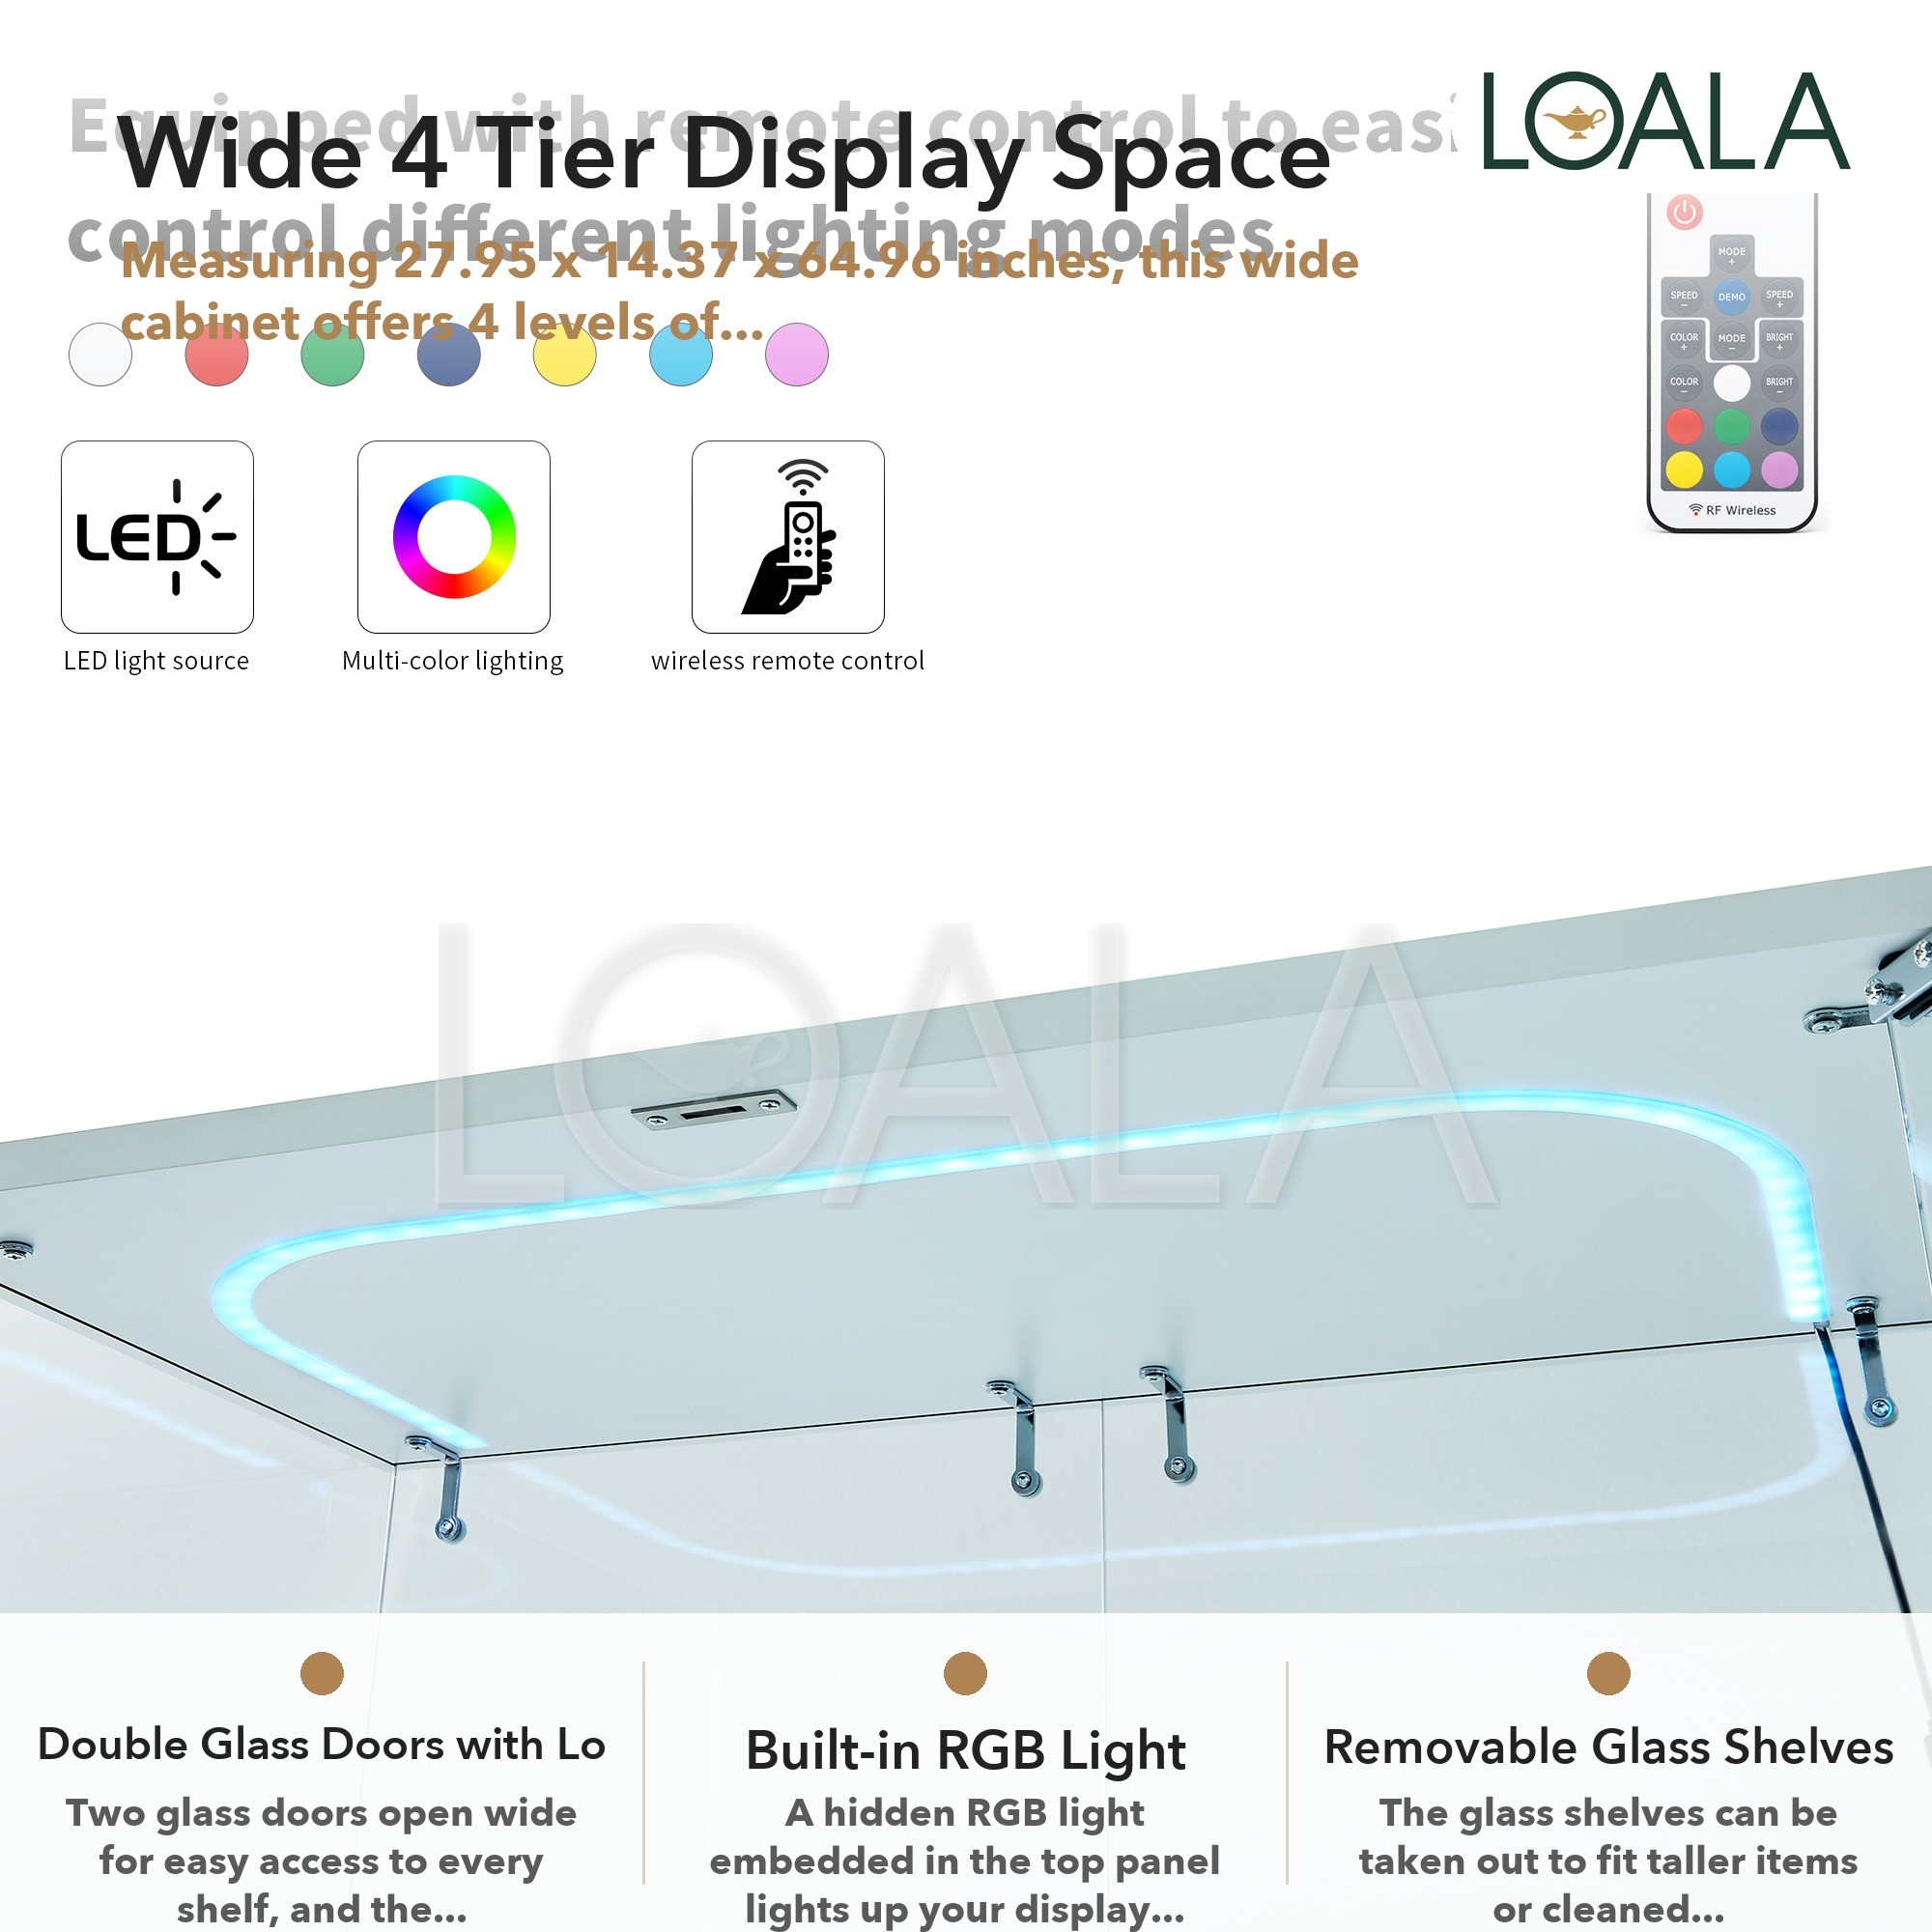 Equipped with remote control to easi
LOALA
Wide 4 Tier Display Space
control different lighting modes
Measuring 27.95 x 14.37 x 64.96 inches, this wide
cabinet offers 4 levels of...
MODE
+
SPEED
−
DEMO
SPEED
+
COLOR
+
MODE
−
BRIGHT
+
COLOR
−
BRIGHT
−
RF Wireless
LED
LED light source
Multi-color lighting
wireless remote control
LOALA
Double Glass Doors with Lo
Two glass doors open wide
for easy access to every
shelf, and the...
Built-in RGB Light
A hidden RGB light
embedded in the top panel
lights up your display...
Removable Glass Shelves
The glass shelves can be
taken out to fit taller items
or cleaned...